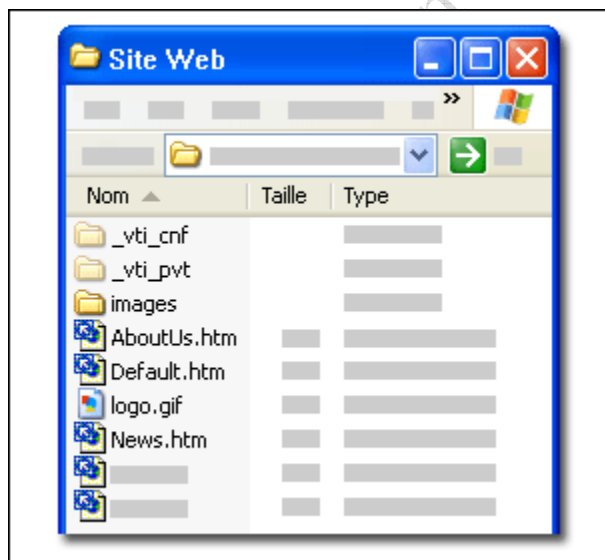 Site Web
»
Nom Taille Type
_vti_cnf
_vti_pvt
images
AboutUs.htm
Default.htm
logo.gif
News.htm